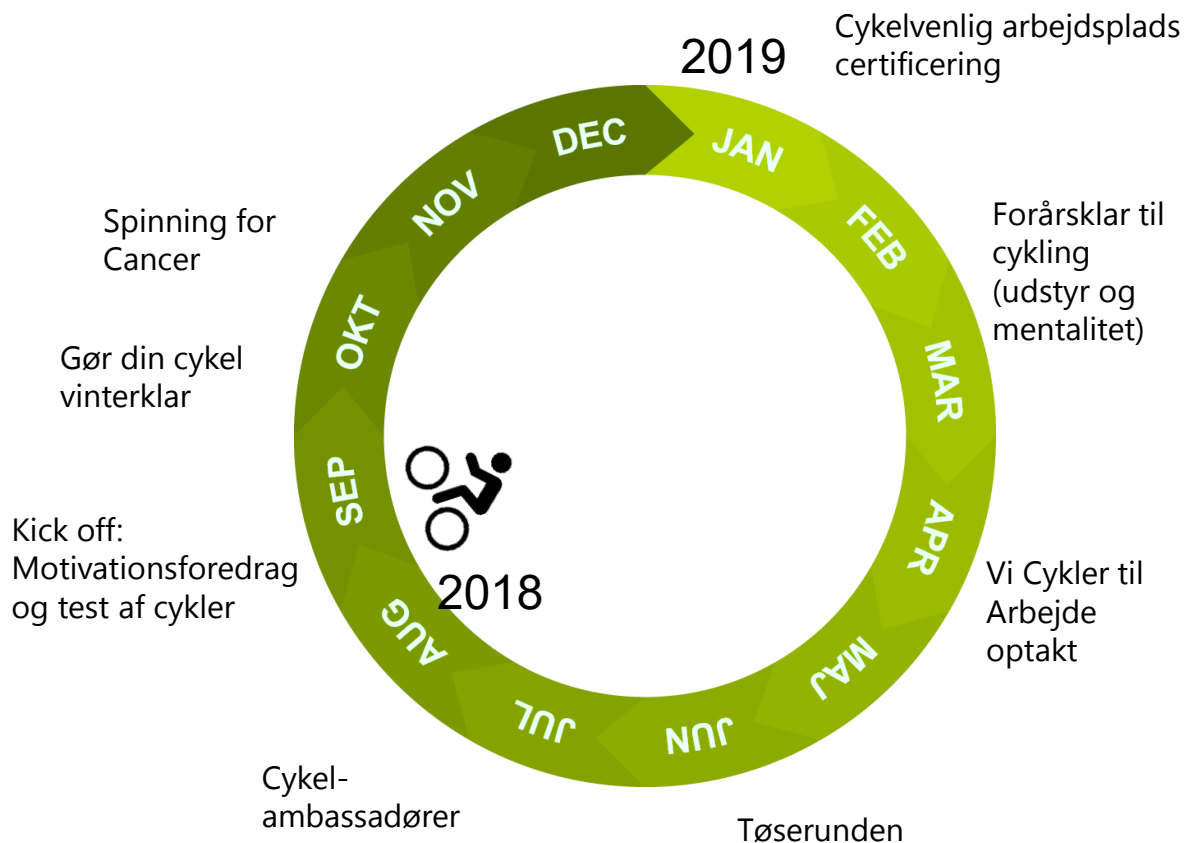 Cykelvenlig arbejdsplads
certificering
2019
DEC
JAN
NOV
FEB
Spinning for
Cancer
Forårsklar til
cykling
(udstyr og
mentalitet)
OKT
MAR
Gør din cykel
vinterklar
SEP
APR
Kick off:
Motivationsforedrag
og test af cykler
2018
Vi Cykler til
Arbejde
optakt
AUG
MAJ
JUL
JUN
Cykel-
ambassadører
Tøserunden